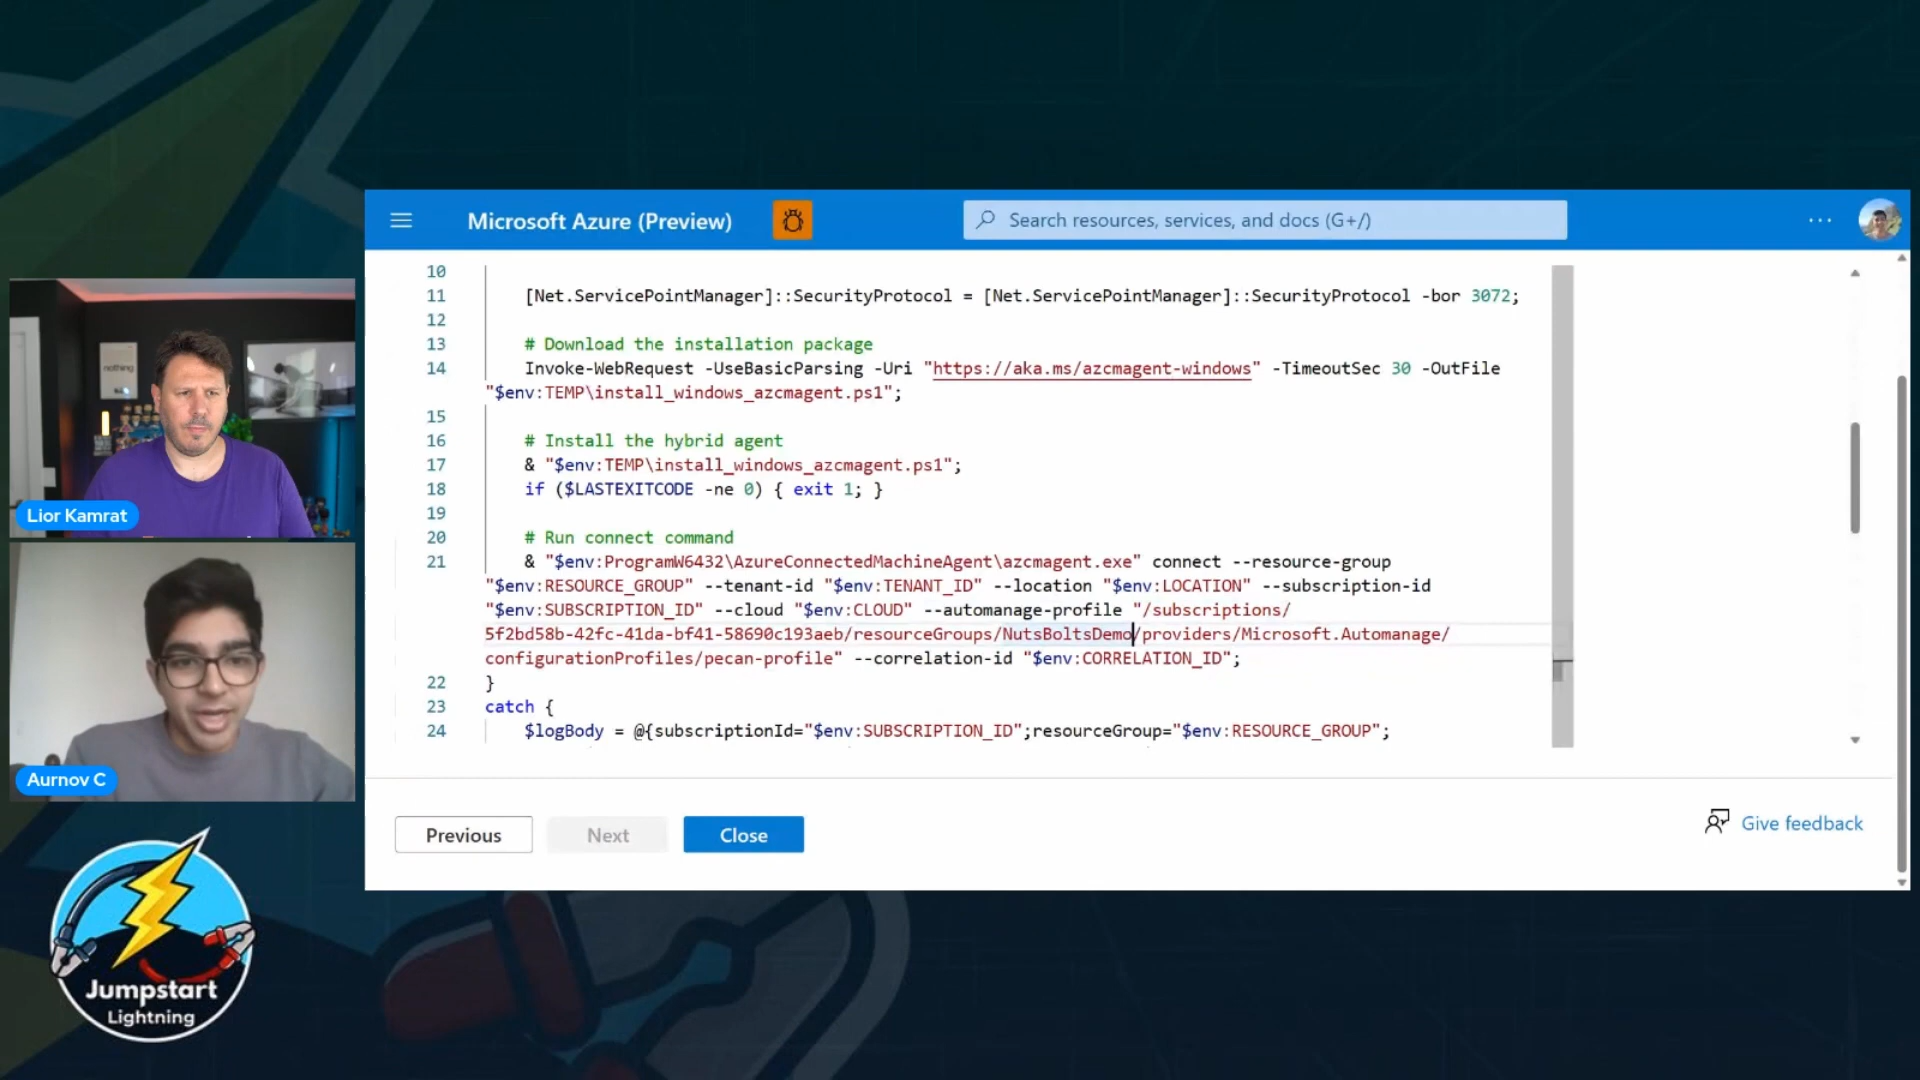 Microsoft Azure (Preview)
Search resources, services, and docs (G+/)
10
11 [Net.ServicePointManager]::SecurityProtocol = [Net.ServicePointManager]::SecurityProtocol -bor 3072;
12
13 # Download the installation package
14 Invoke-WebRequest -UseBasicParsing -Uri "https://aka.ms/azcmagent-windows" -TimeoutSec 30 -OutFile
"$env:TEMP\install_windows_azcmagent.ps1";
15
16 # Install the hybrid agent
17 & "$env:TEMP\install_windows_azcmagent.ps1";
18 if ($LASTEXITCODE -ne 0) { exit 1; }
19
20 # Run connect command
21 & "$env:ProgramW6432\AzureConnectedMachineAgent\azcmagent.exe" connect --resource-group
"$env:RESOURCE_GROUP" --tenant-id "$env:TENANT_ID" --location "$env:LOCATION" --subscription-id
"$env:SUBSCRIPTION_ID" --cloud "$env:CLOUD" --automanage-profile "/subscriptions/
5f2bd58b-42fc-41da-bf41-58690c193aeb/resourceGroups/NutsBoltsDemo/providers/Microsoft.Automanage/
configurationProfiles/pecan-profile" --correlation-id "$env:CORRELATION_ID";
22 }
23 catch {
24 $logBody = @{subscriptionId="$env:SUBSCRIPTION_ID";resourceGroup="$env:RESOURCE_GROUP";
Previous
Next
Close
Give feedback
nothing
Lior Kamrat
Aurnov C
Jumpstart
Lightning